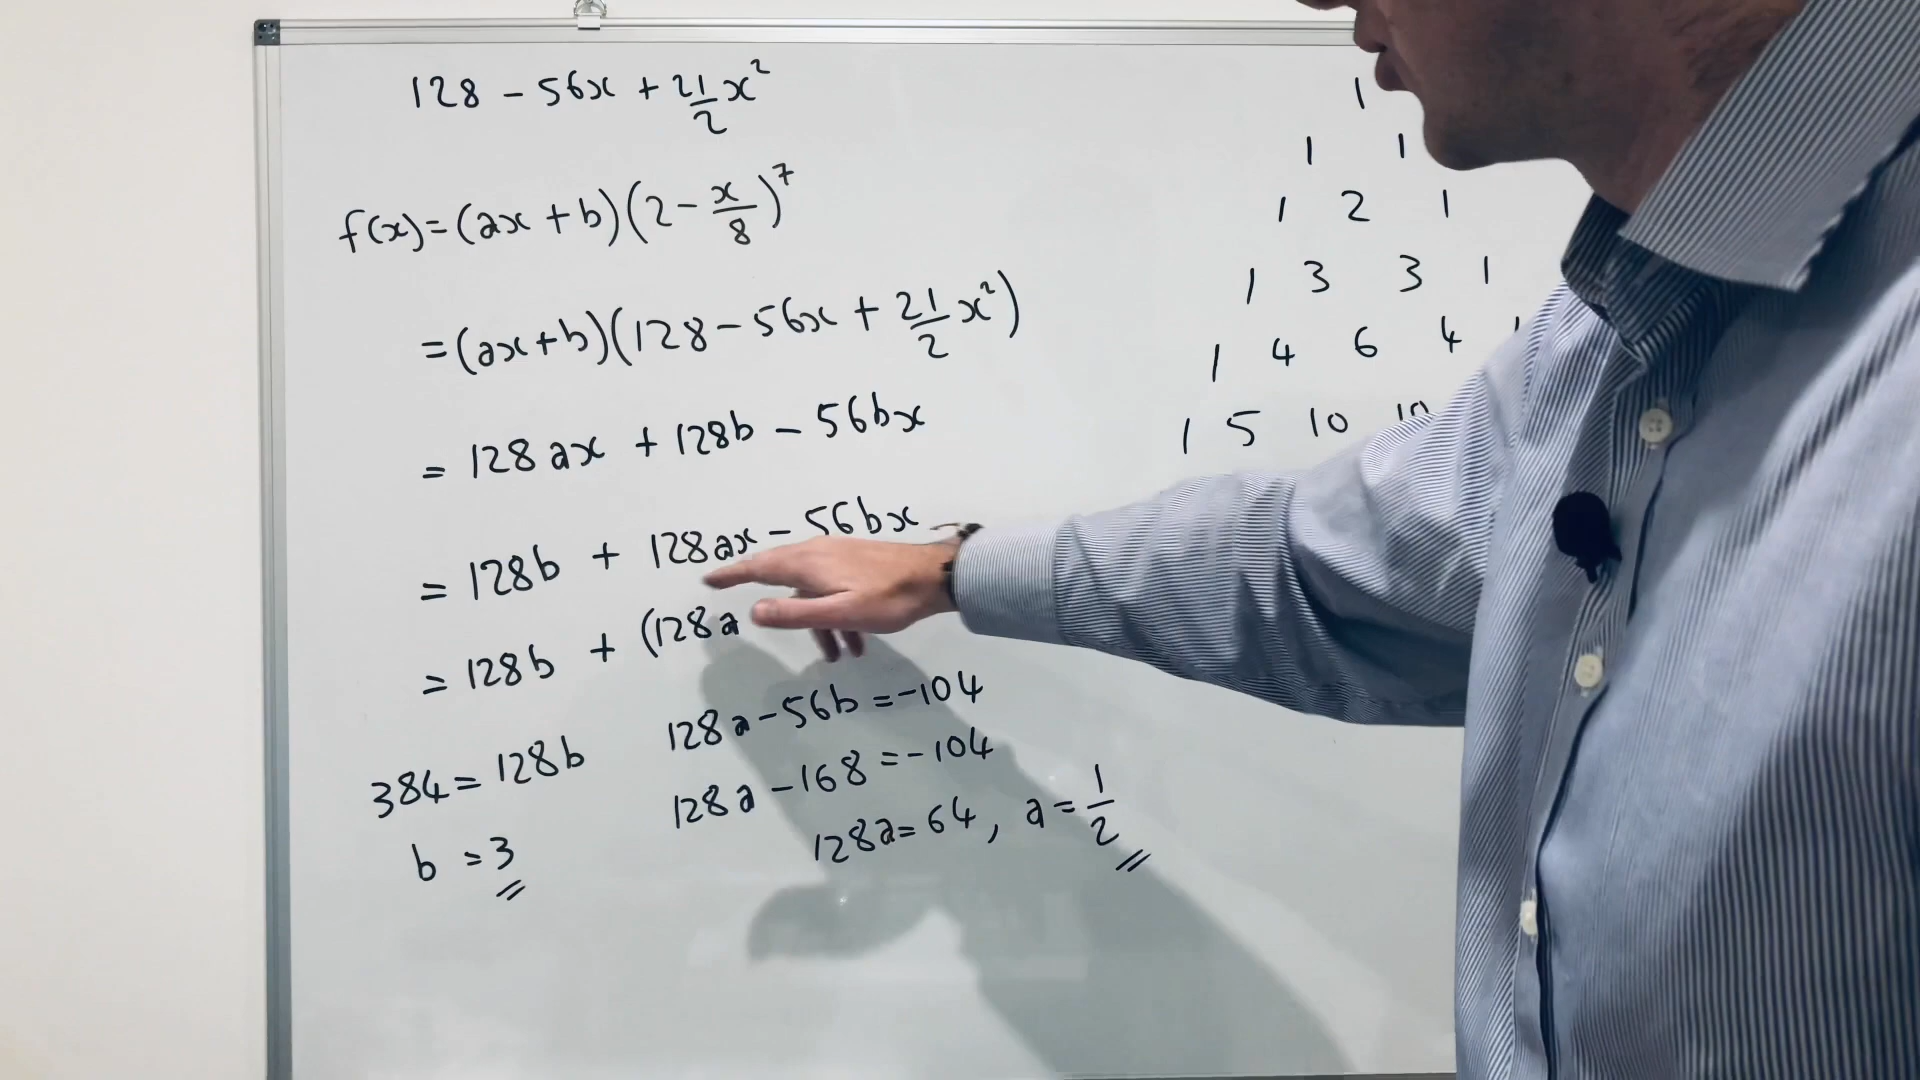 128 - 56x + 21/2 x²
f(x) = (ax + b)(2 - x/8)⁷
= (ax + b)(128 - 56x + 21/2 x²)
= 128ax + 128b - 56bx
= 128b + 128ax - 56bx
= 128b + (128a
128a - 56b = -104
384 = 128b
128a - 168 = -104
b = 3
128a = 64, a = 1/2
1
1 1
1 2 1
1 3 3 1
1 4 6 4
1 5 10 10